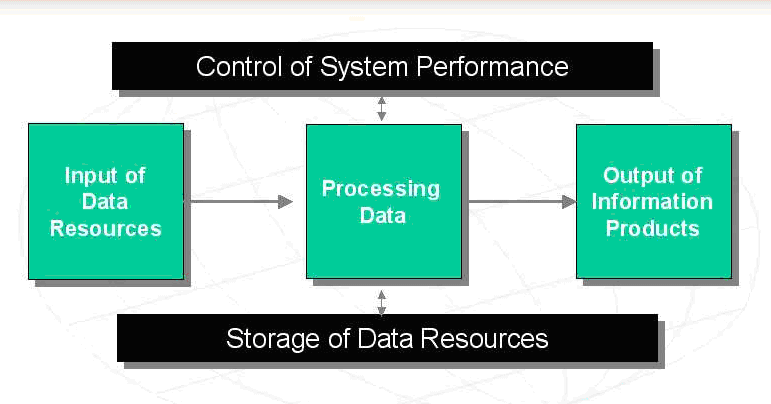 Control of System Performance
Input of
Data
Resources
Processing
Data
Output of
Information
Products
Storage of Data Resources